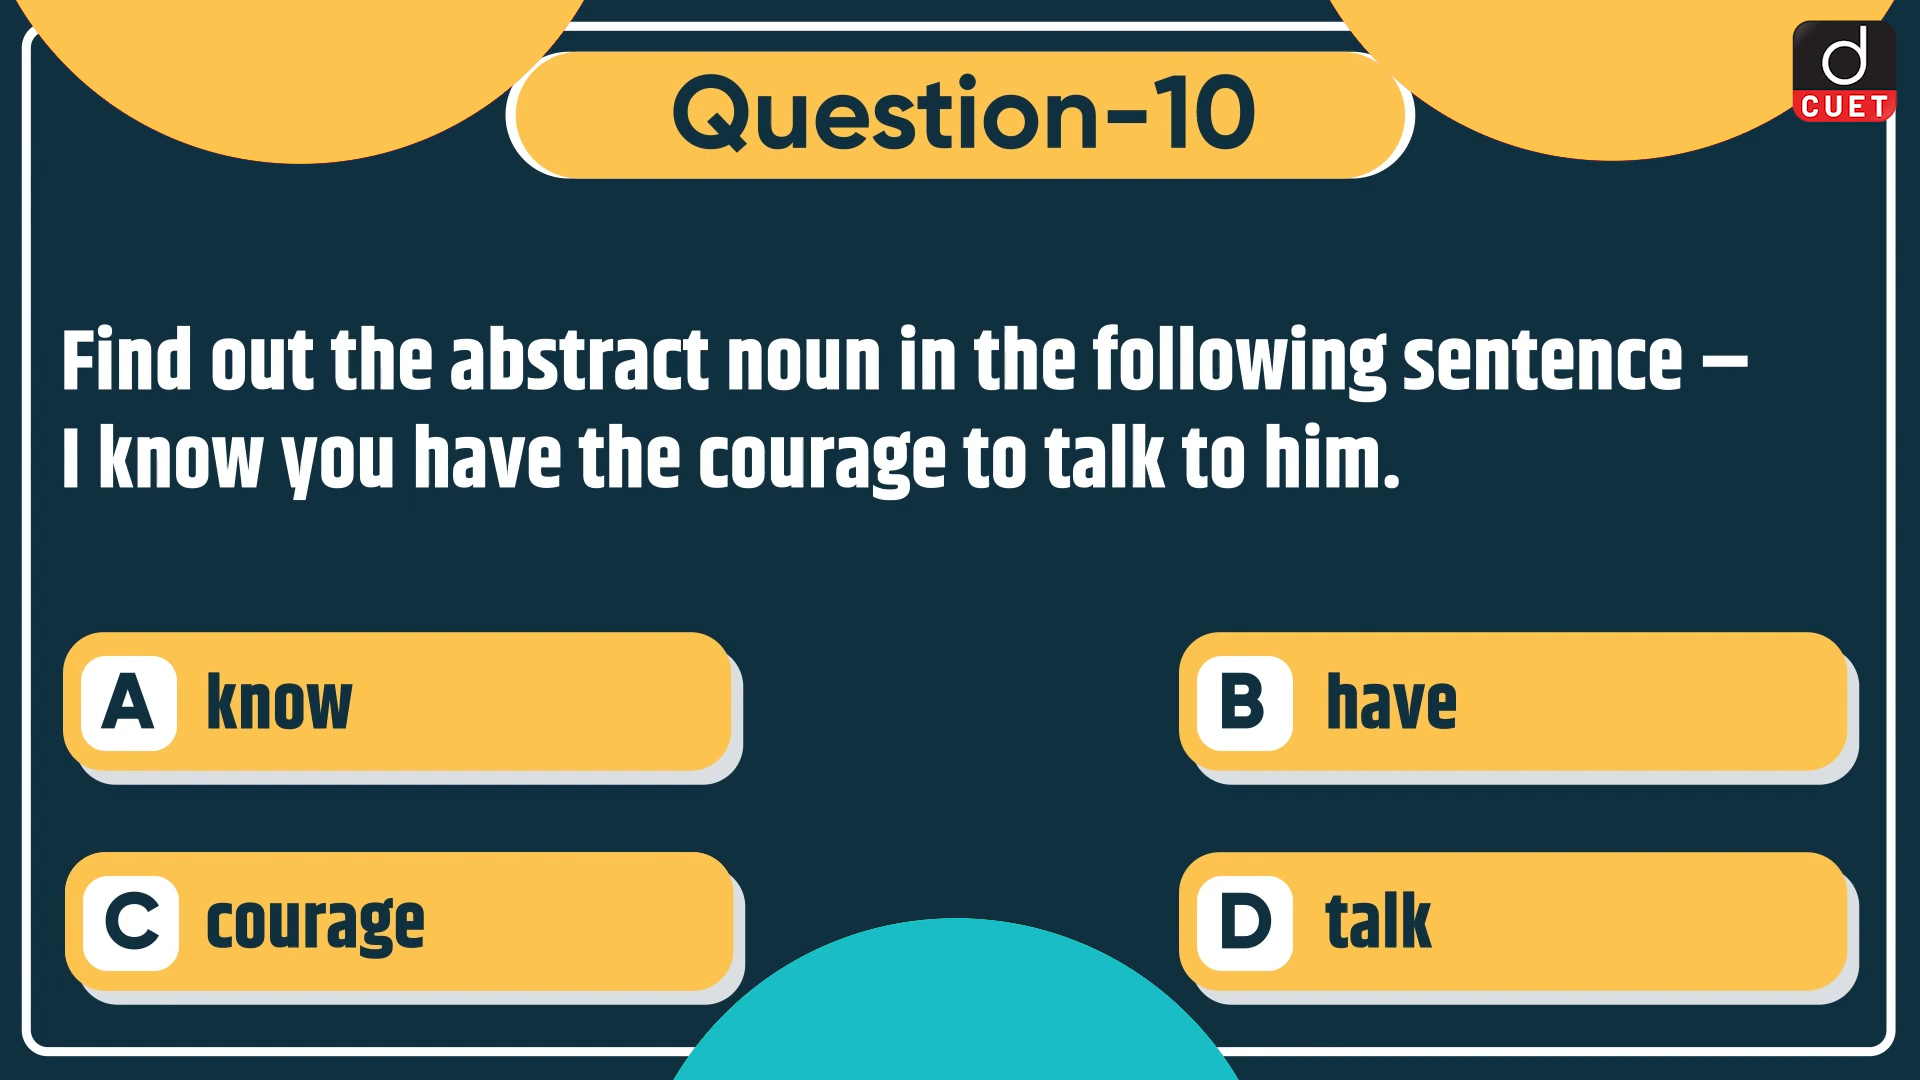 Question-10
d
CUET
Find out the abstract noun in the following sentence –
I know you have the courage to talk to him.
A know
B have
C courage
D talk